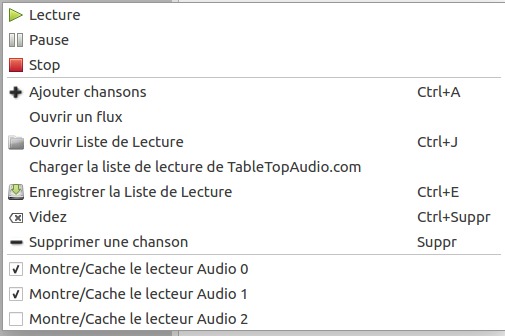 Lecture
Pause
Stop
Ajouter chansons Ctrl+A
Ouvrir un flux
Ouvrir Liste de Lecture Ctrl+J
Charger la liste de lecture de TableTopAudio.com
Enregistrer la Liste de Lecture Ctrl+E
Videz Ctrl+Suppr
Supprimer une chanson Suppr
Montre/Cache le lecteur Audio 0
Montre/Cache le lecteur Audio 1
Montre/Cache le lecteur Audio 2